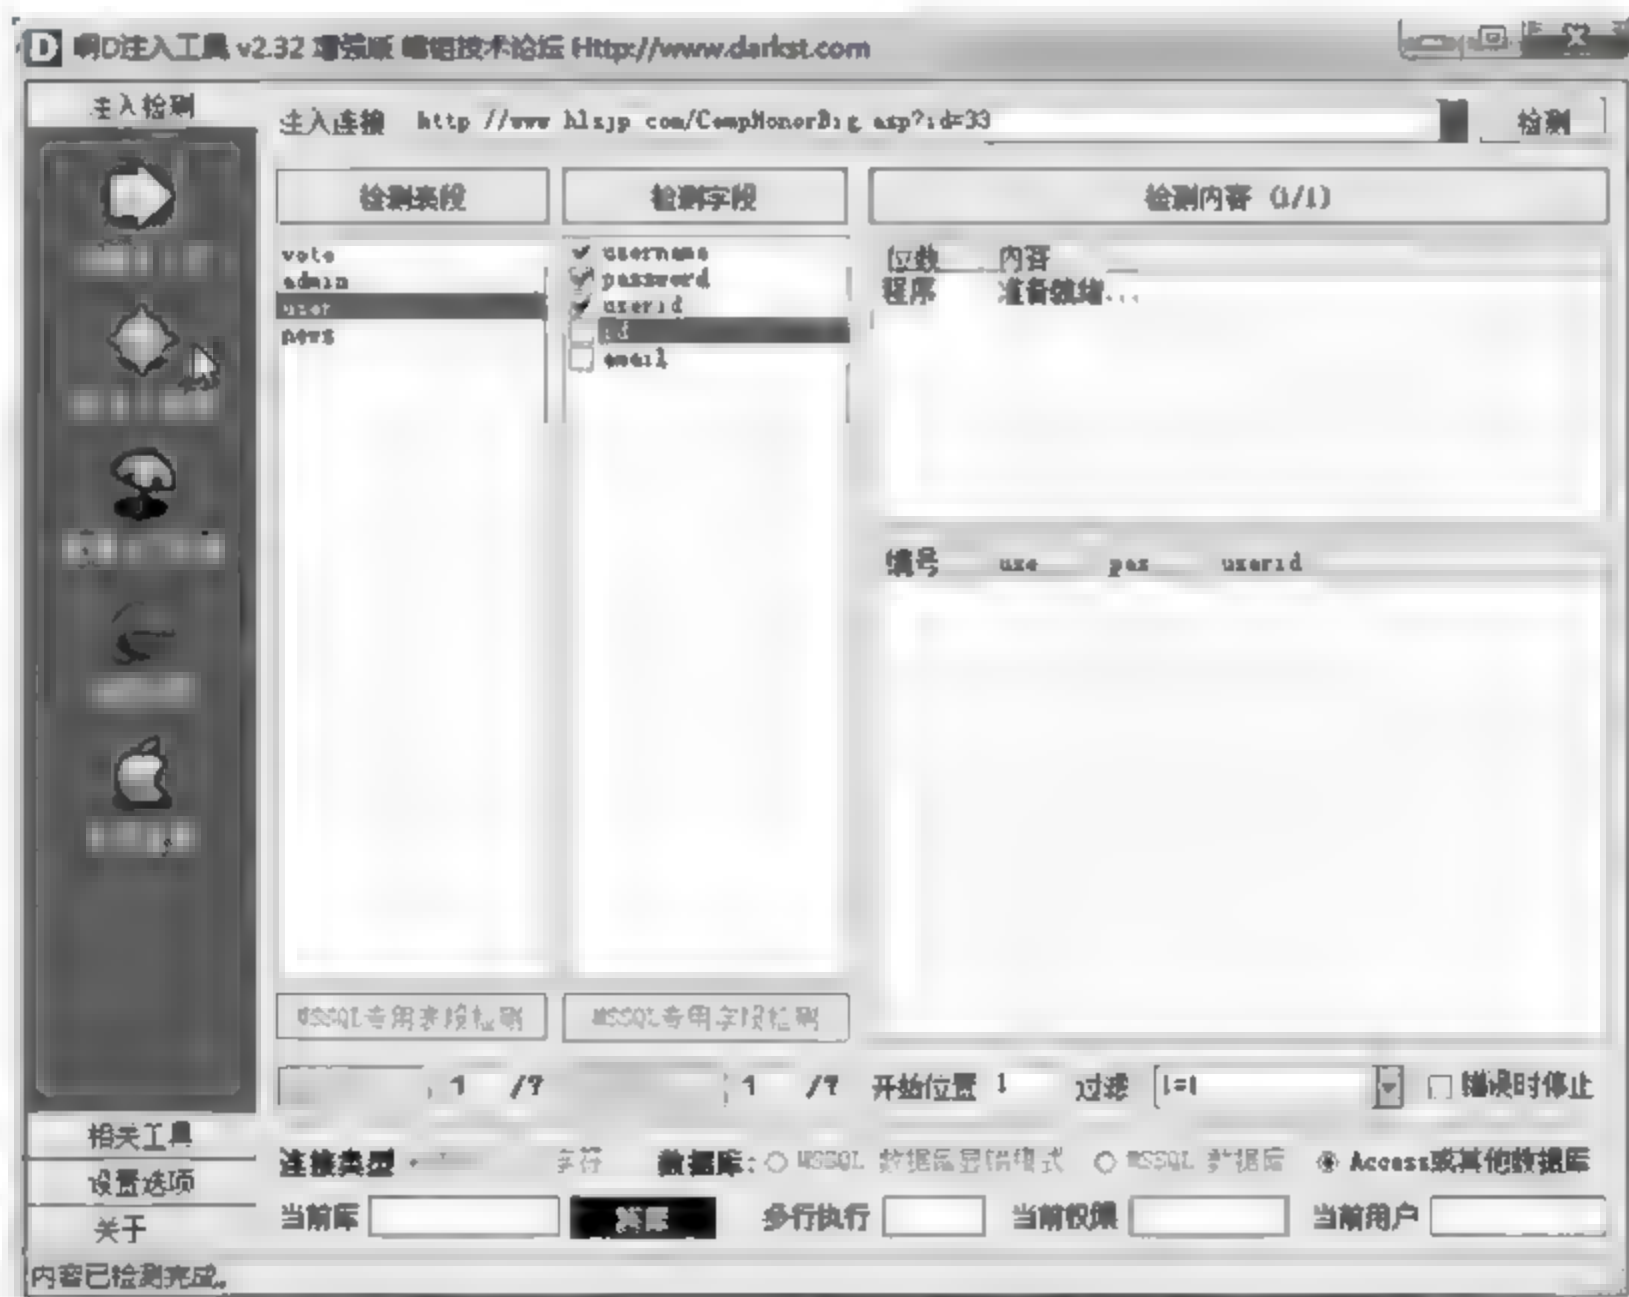 啊D注入工具 v2.32 增强版 暗组技术论坛 Http://www.darkst.com
注入检测
注入连接 http //www hlzjp com/CompHonorBig asp?id=33 检测
检测表段 检测字段 检测内容 (1/1)
vote
admin
user
news
username
password
userid
id
email
位数 内容
程序 准备就绪...
编号 use pas userid
MSSQL专用表段检测 MSSQL专用字段检测
1 /? 1 /? 开始位置 1 过滤 1=1 错误时停止
相关工具
设置选项
关于
连接类型 字符 数据库: MSSQL 数据库显错模式 MSSQL 数据库 Access或其他数据库
当前库 多行执行 当前权限 当前用户
内容已检测完成。